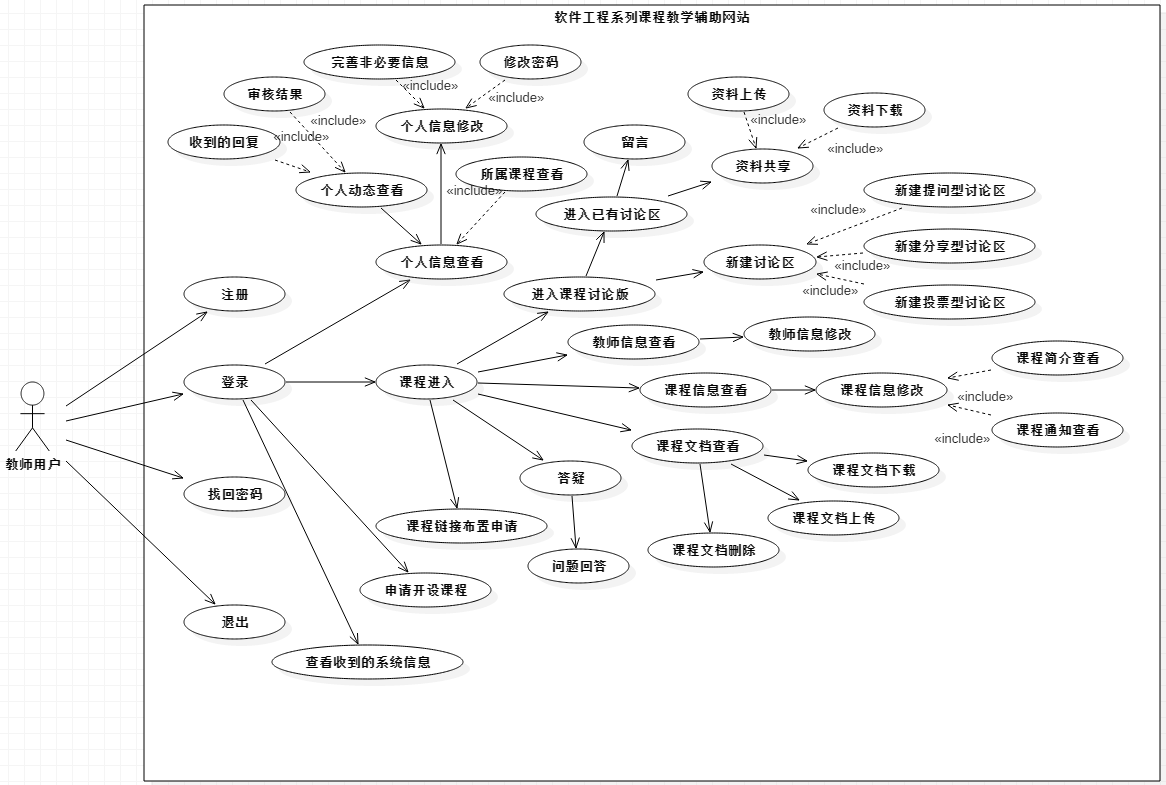 软件工程系列课程教学辅助网站
完善非必要信息
修改密码
«include»
«include»
审核结果
«include»
个人信息修改
收到的回复
«include»
所属课程查看
«include»
个人动态查看
个人信息查看
资料上传
资料下载
«include»
«include»
留言
资料共享
进入已有讨论区
新建提问型讨论区
«include»
新建讨论区
新建分享型讨论区
«include»
«include»
新建投票型讨论区
进入课程讨论版
注册
教师信息查看
教师信息修改
登录
课程进入
课程信息查看
课程信息修改
课程简介查看
«include»
课程通知查看
«include»
教师用户
课程文档查看
课程文档下载
课程文档上传
课程文档删除
找回密码
答疑
课程链接布置申请
问题回答
申请开设课程
退出
查看收到的系统信息